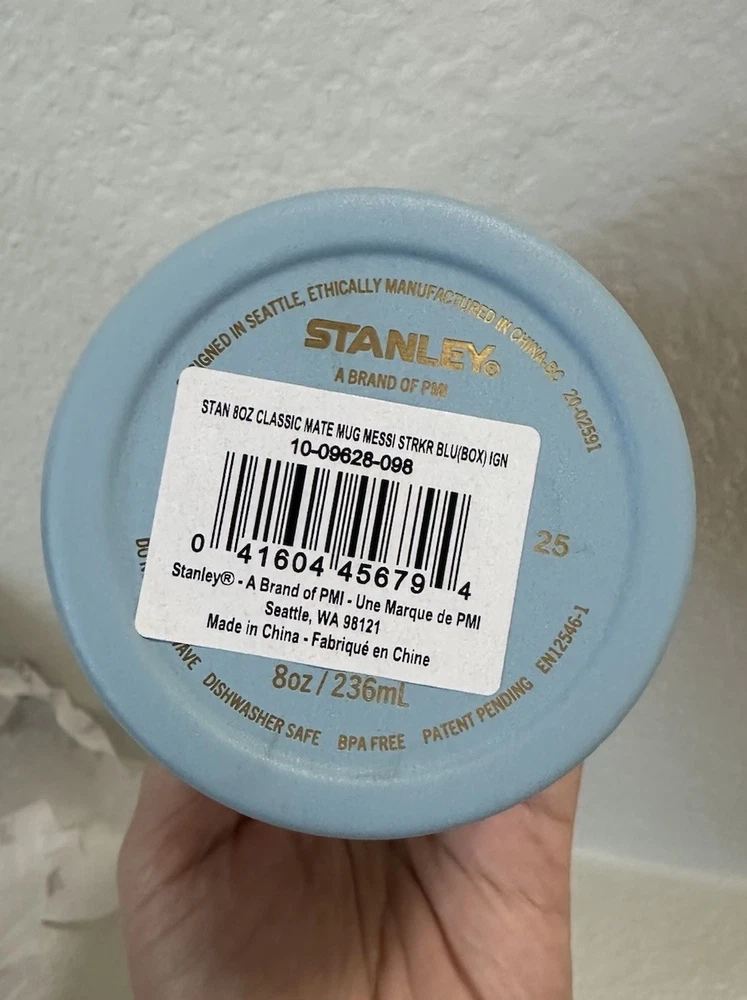 IGNED IN SEATTLE, ETHICALLY MANUFACTURED IN CHINA-BC 20-02591
STANLEY®
A BRAND OF PMI
STAN 8OZ CLASSIC MATE MUG MESSI STRKR BLU(BOX) IGN
10-09628-098
0 41604 45679 4
Stanley® - A Brand of PMI - Une Marque de PMI
Seattle, WA 98121
Made in China - Fabriqué en Chine
25
8oz / 236mL
DISHWASHER SAFE BPA FREE PATENT PENDING EN12546-1